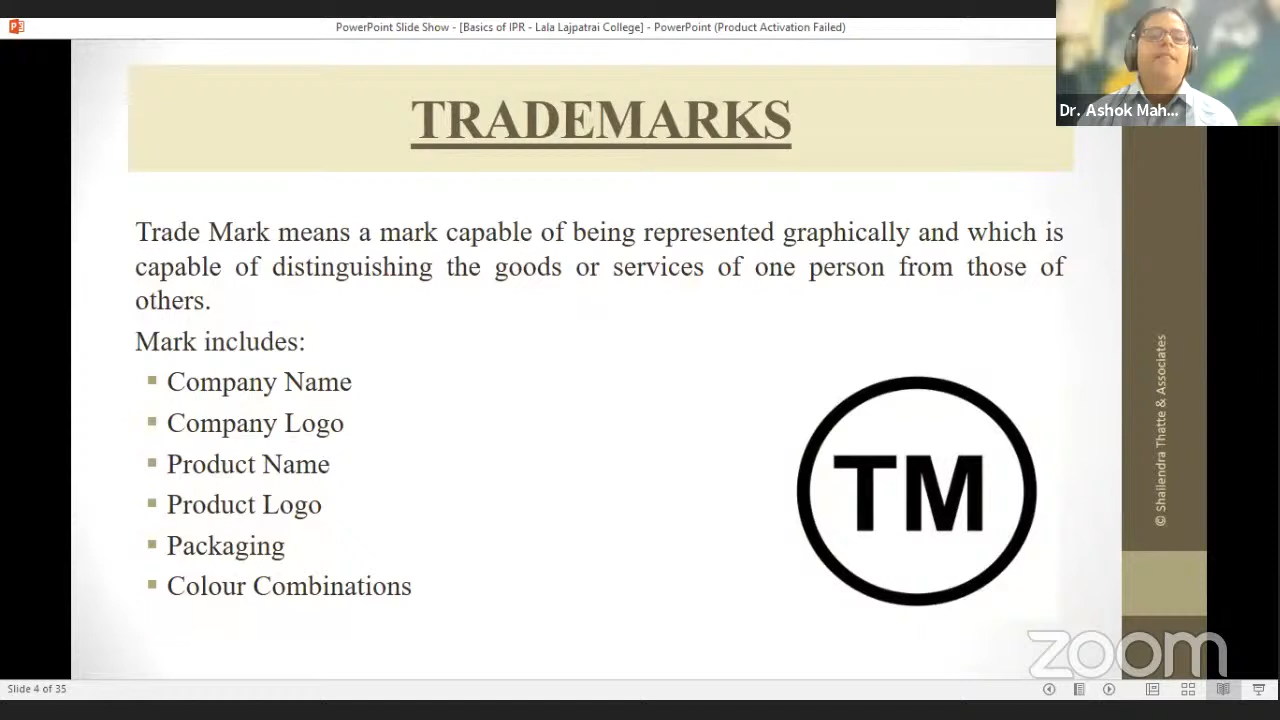 PowerPoint Slide Show - [Basics of IPR - Lala Lajpatrai College] - PowerPoint (Product Activation Failed)
Dr. Ashok Mah...
TRADEMARKS
Trade Mark means a mark capable of being represented graphically and which is
capable of distinguishing the goods or services of one person from those of
others.
Mark includes:
Company Name
Company Logo
Product Name
Product Logo
Packaging
Colour Combinations
TM
© Shailendra Thatte & Associates
zoom
Slide 4 of 35